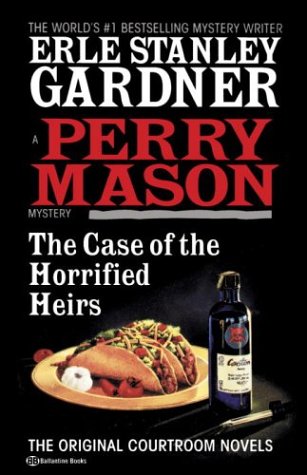 THE WORLD'S #1 BESTSELLING MYSTERY WRITER
ERLE STANLEY
GARDNER
A
PERRY
MASON
MYSTERY
The Case of the
Horrified
Heirs
THE ORIGINAL COURTROOM NOVELS
BB Ballantine Books